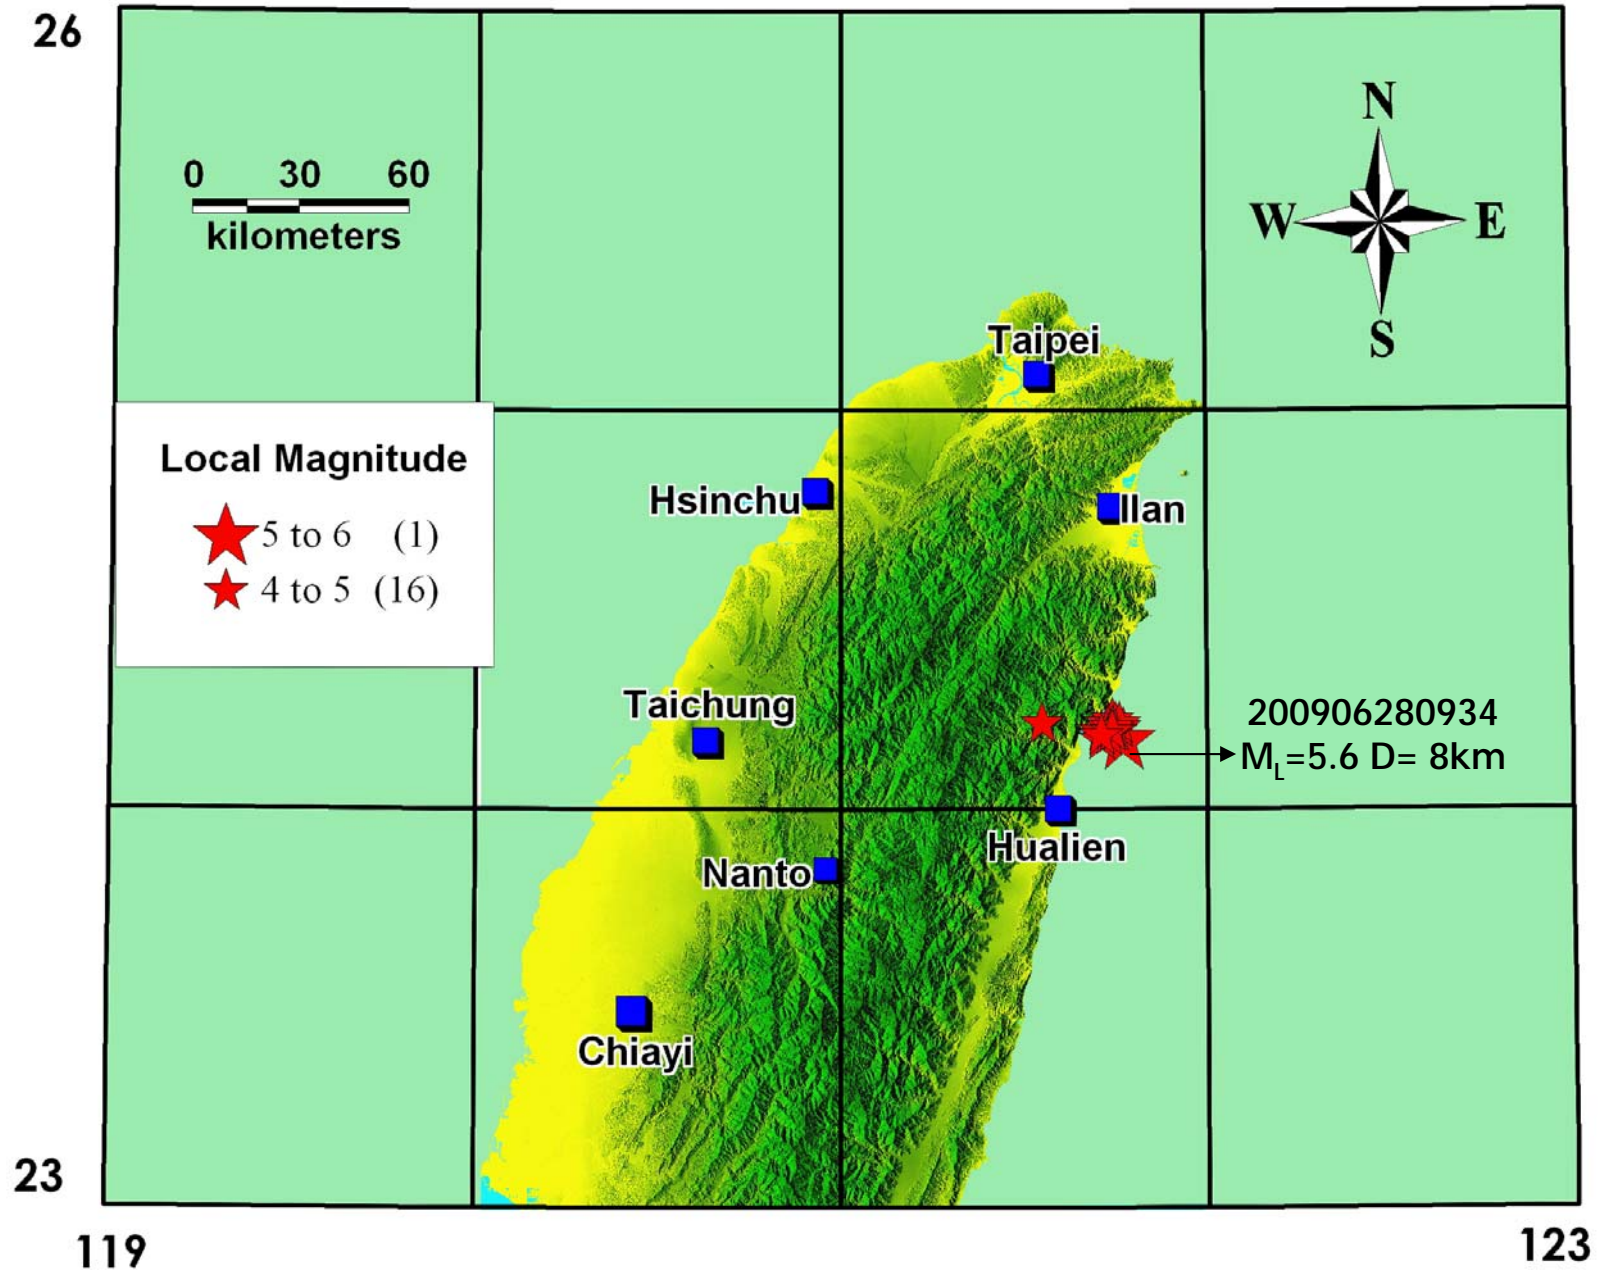 26
N
0 30 60
kilometers
W E
S
Taipei
Local Magnitude
5 to 6 (1)
4 to 5 (16)
Hsinchu
Ilan
Taichung
200906280934
M_L=5.6 D= 8km
Hualien
Nanto
Chiayi
23
119
123